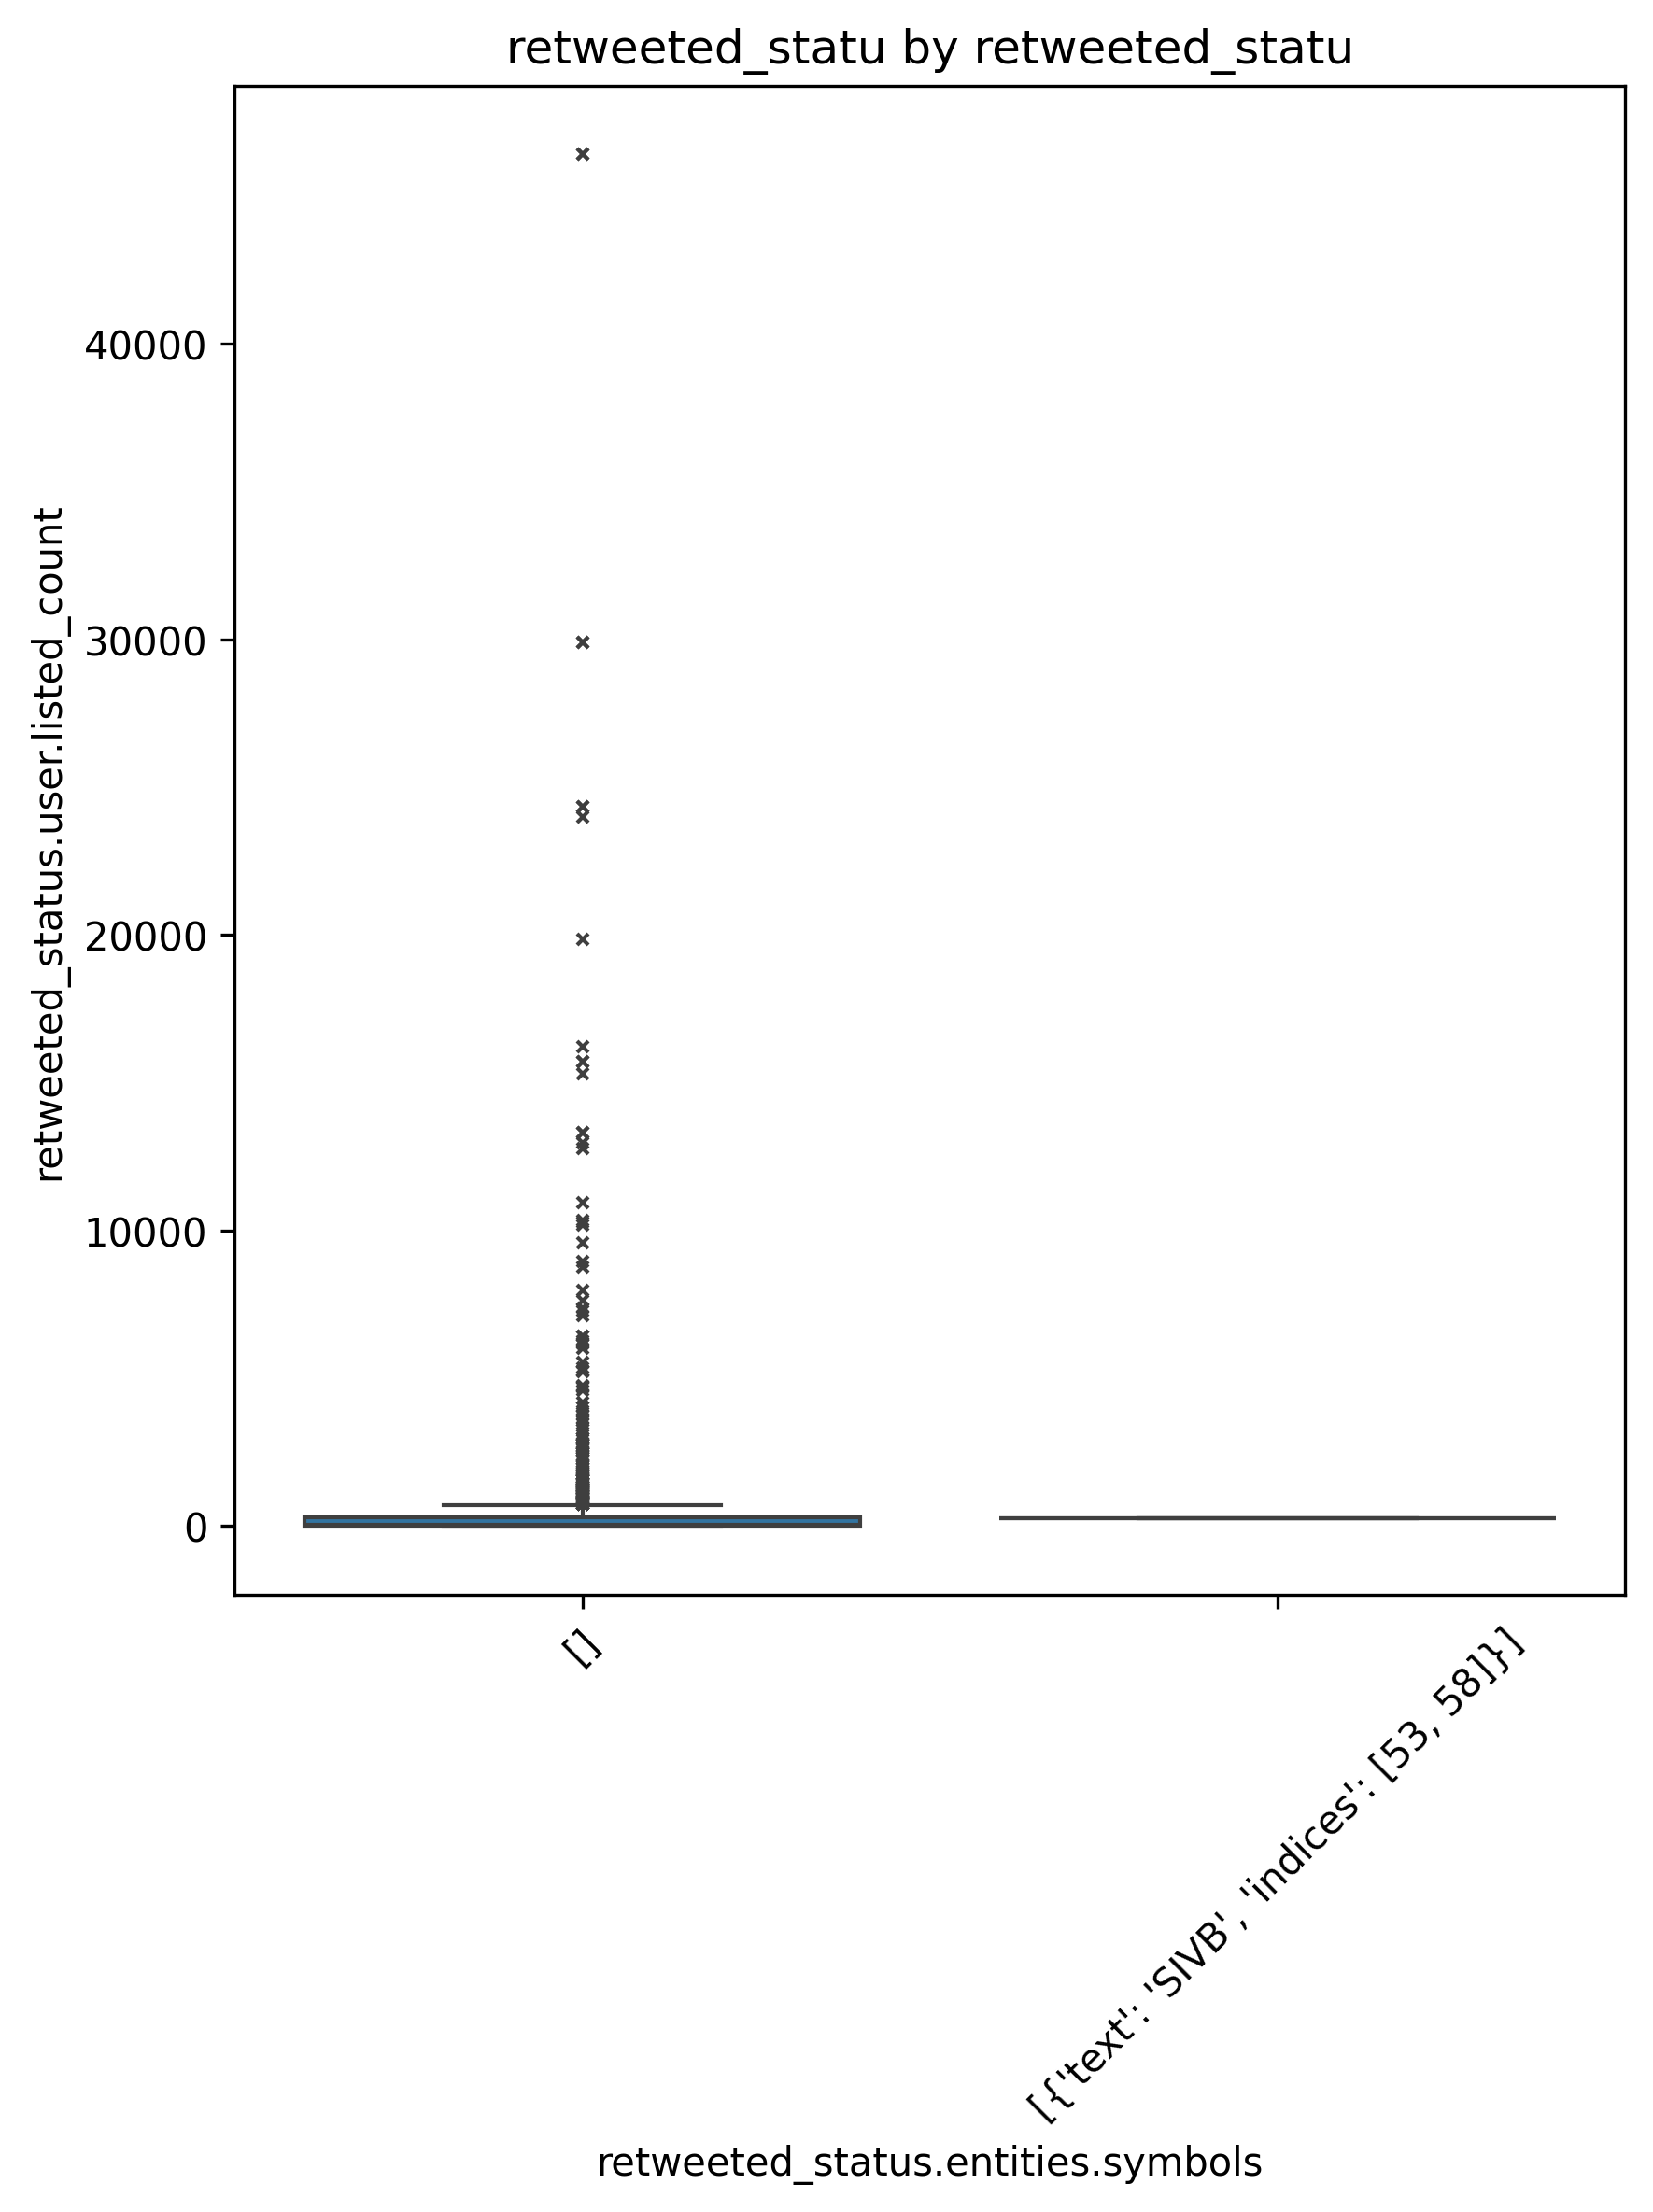 retweeted_statu by retweeted_statu
retweeted_status.user.listed_count
40000
30000
20000
10000
0
[]
[{'text': 'SIVB', 'indices': [53, 58]}]
retweeted_status.entities.symbols